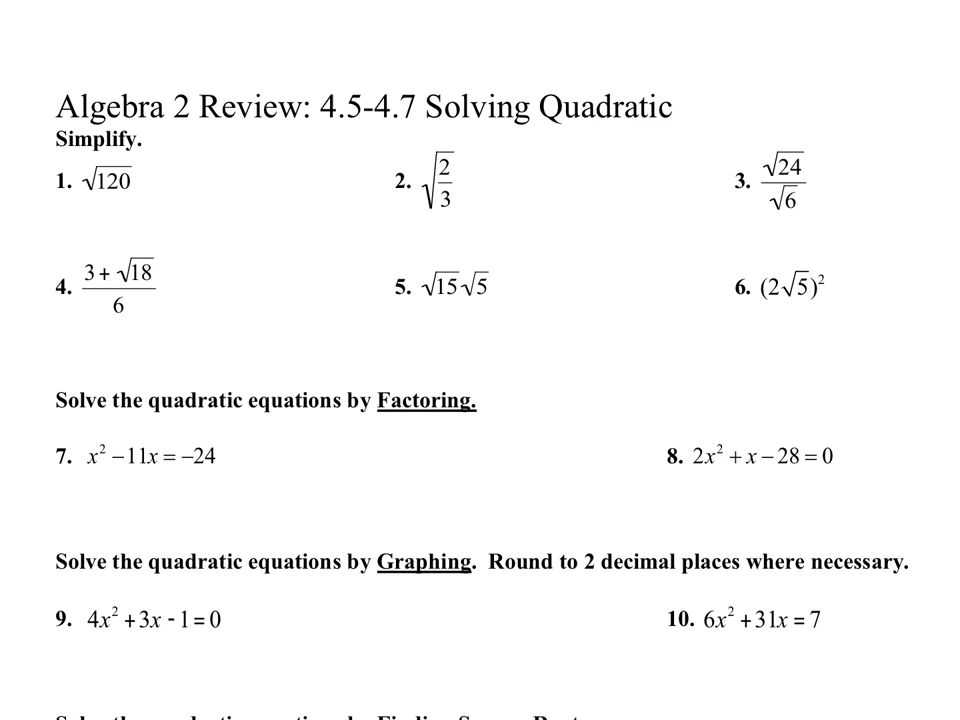 Algebra 2 Review: 4.5-4.7 Solving Quadratic
Simplify.
1. √120 2. √(2/3) 3. √24/√6
4. (3 + √18)/6 5. √15√5 6. (2√5)²
Solve the quadratic equations by Factoring.
7. x² − 11x = −24 8. 2x² + x − 28 = 0
Solve the quadratic equations by Graphing. Round to 2 decimal places where necessary.
9. 4x² + 3x - 1 = 0 10. 6x² + 31x = 7